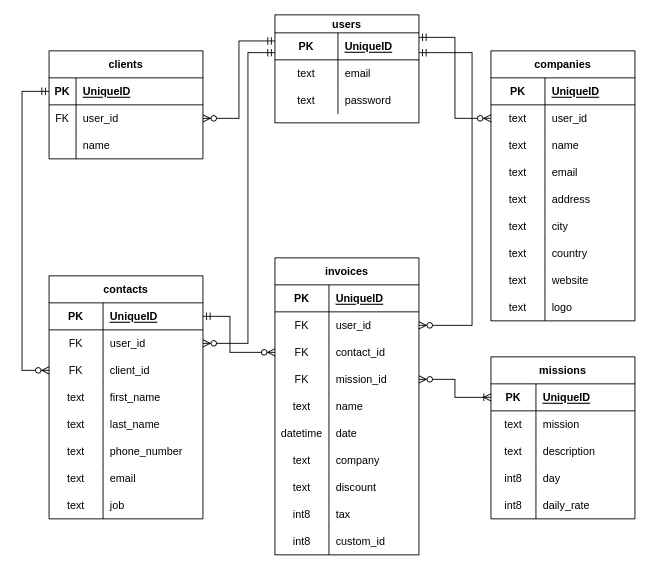 users
PK UniqueID
text email
text password
clients
PK UniqueID
FK user_id
name
companies
PK UniqueID
text user_id
text name
text email
text address
text city
text country
text website
text logo
contacts
PK UniqueID
FK user_id
FK client_id
text first_name
text last_name
text phone_number
text email
text job
invoices
PK UniqueID
FK user_id
FK contact_id
FK mission_id
text name
datetime date
text company
text discount
int8 tax
int8 custom_id
missions
PK UniqueID
text mission
text description
int8 day
int8 daily_rate